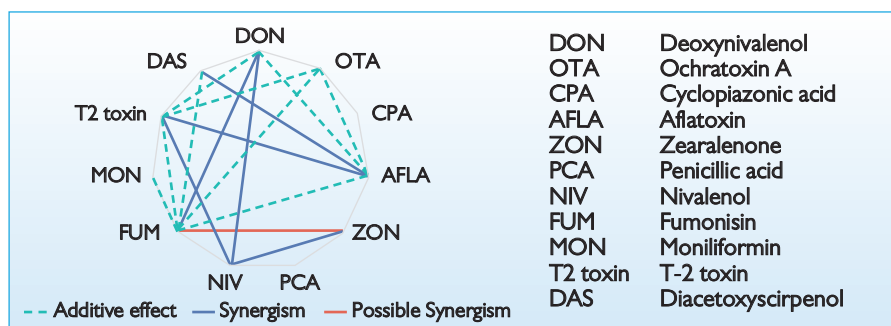 DON
DAS
OTA
T2 toxin
CPA
MON
AFLA
FUM
ZON
NIV
PCA
Additive effect Synergism Possible Synergism
DON Deoxynivalenol
OTA Ochratoxin A
CPA Cyclopiazonic acid
AFLA Aflatoxin
ZON Zearalenone
PCA Penicillic acid
NIV Nivalenol
FUM Fumonisin
MON Moniliformin
T2 toxin T-2 toxin
DAS Diacetoxyscirpenol